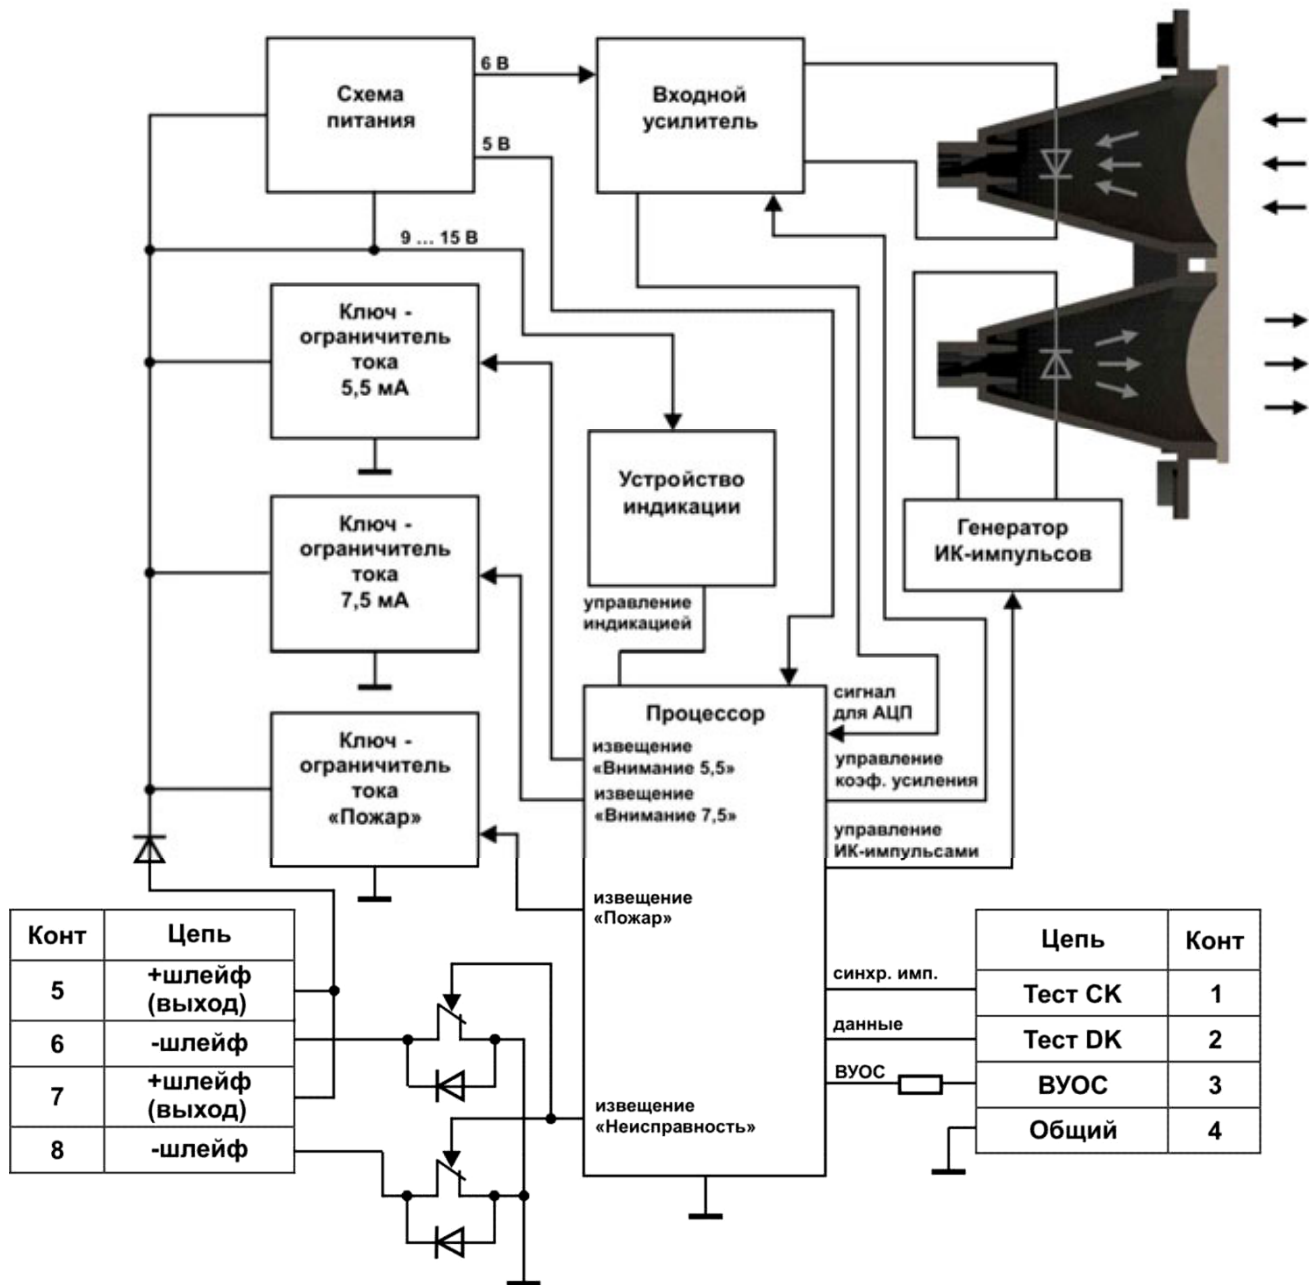 Схема
питания
6 В
5 В
9 ... 15 В
Входной
усилитель
Ключ -
ограничитель
тока
5,5 мА
Ключ -
ограничитель
тока
7,5 мА
Ключ -
ограничитель
тока
«Пожар»
Устройство
индикации
управление
индикацией
Генератор
ИК-импульсов
Процессор
извещение
«Внимание 5,5»
извещение
«Внимание 7,5»
извещение
«Пожар»
извещение
«Неисправность»
сигнал
для АЦП
управление
коэф. усиления
управление
ИК-импульсами
синхр. имп.
данные
ВУОС
Конт Цепь
5 +шлейф
(выход)
6 -шлейф
7 +шлейф
(выход)
8 -шлейф
Цепь Конт
Тест СК 1
Тест DK 2
ВУОС 3
Общий 4